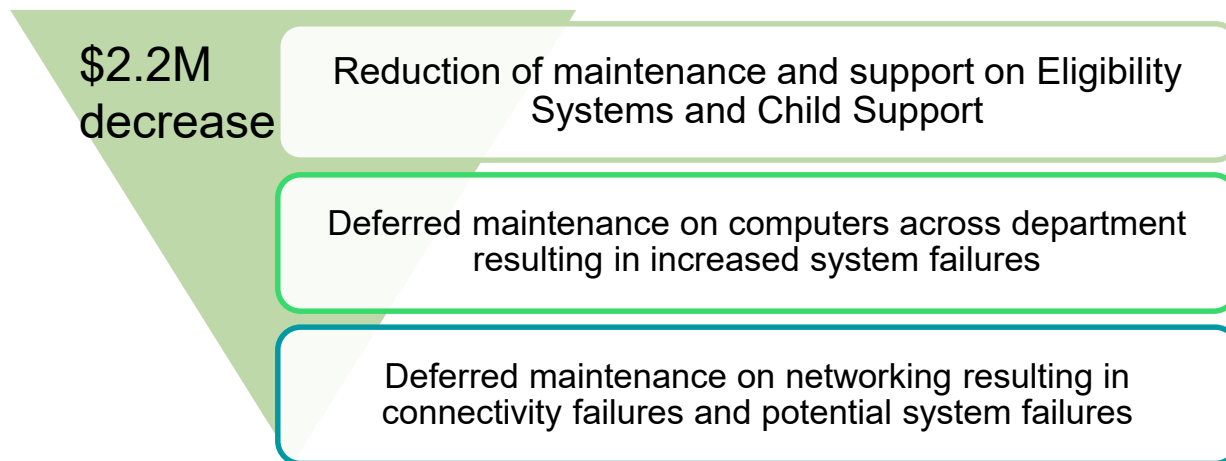 $2.2M
decrease
Reduction of maintenance and support on Eligibility
Systems and Child Support
Deferred maintenance on computers across department
resulting in increased system failures
Deferred maintenance on networking resulting in
connectivity failures and potential system failures